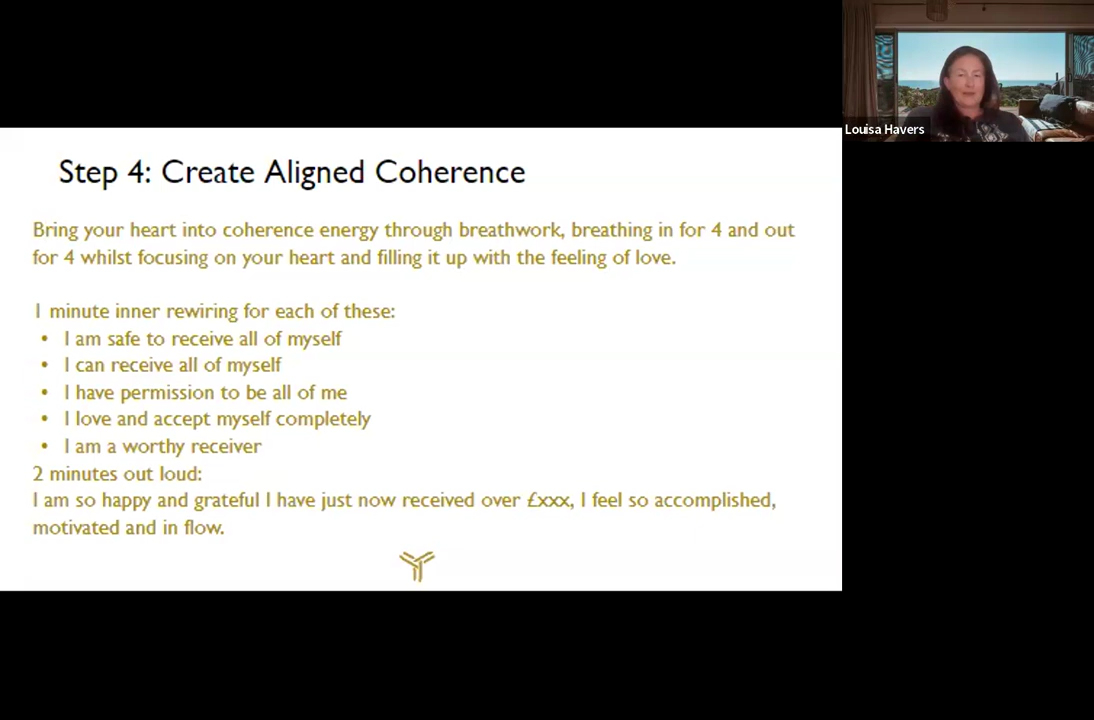 Louisa Havers
Step 4: Create Aligned Coherence
Bring your heart into coherence energy through breathwork, breathing in for 4 and out
for 4 whilst focusing on your heart and filling it up with the feeling of love.
1 minute inner rewiring for each of these:
• I am safe to receive all of myself
• I can receive all of myself
• I have permission to be all of me
• I love and accept myself completely
• I am a worthy receiver
2 minutes out loud:
I am so happy and grateful I have just now received over £xxx, I feel so accomplished,
motivated and in flow.